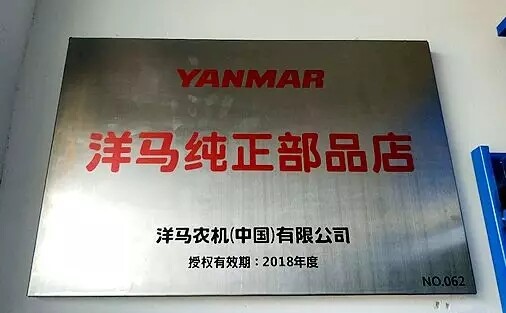 YANMAR
洋马纯正部品店
洋马农机(中国)有限公司
授权有效期：2018年度
NO.062